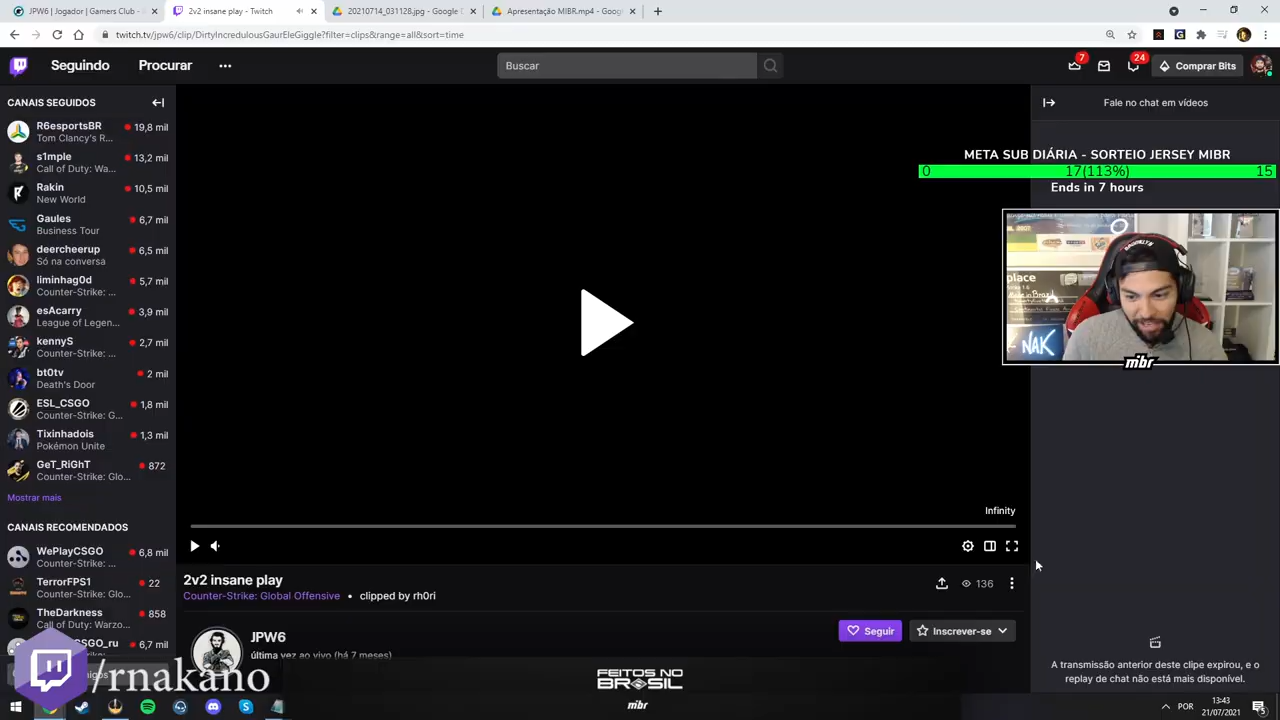 JPW6 | Jogador | Gamers Club -
2v2 insane play - Twitch
20210714_031128.jpg - Google D
Apresentação MIBR.mp4 - Googl
twitch.tv/jpw6/clip/DirtyIncredulousGaurEleGiggle?filter=clips&range=all&sort=time
Seguindo
Procurar
Buscar
7
24
Comprar Bits
CANAIS SEGUIDOS
R6esportsBR
19,8 mil
Tom Clancy's R...
s1mple
13,2 mil
Call of Duty: Wa...
Rakin
10,5 mil
New World
Gaules
6,7 mil
Business Tour
deercheerup
6,5 mil
Só na conversa
liminhag0d
5,7 mil
Counter-Strike: ...
esAcarry
3,9 mil
League of Legen...
kennyS
2,7 mil
Counter-Strike: ...
bt0tv
2 mil
Death's Door
ESL_CSGO
1,8 mil
Counter-Strike: G...
Tixinhadois
1,3 mil
Pokémon Unite
GeT_RiGhT
872
Counter-Strike: Glo...
Mostrar mais
CANAIS RECOMENDADOS
WePlayCSGO
6,8 mil
Counter-Strike: Glo...
TerrorFPS1
22
Counter-Strike: Glo...
TheDarkness
858
Call of Duty: Warzo...
CSGO_ru
6,7 mil
/rnakano
Fale no chat em vídeos
META SUB DIÁRIA - SORTEIO JERSEY MIBR
0 17(113%) 15
Ends in 7 hours
place
NAK
mibr
Infinity
2v2 insane play
136
Counter-Strike: Global Offensive • clipped by rh0ri
JPW6
última vez ao vivo (há 7 meses)
Seguir
Inscrever-se
FEITOS NO
BRASIL
mibr
A transmissão anterior deste clipe expirou, e o
replay de chat não está mais disponível.
POR
13:43
21/07/2021
5